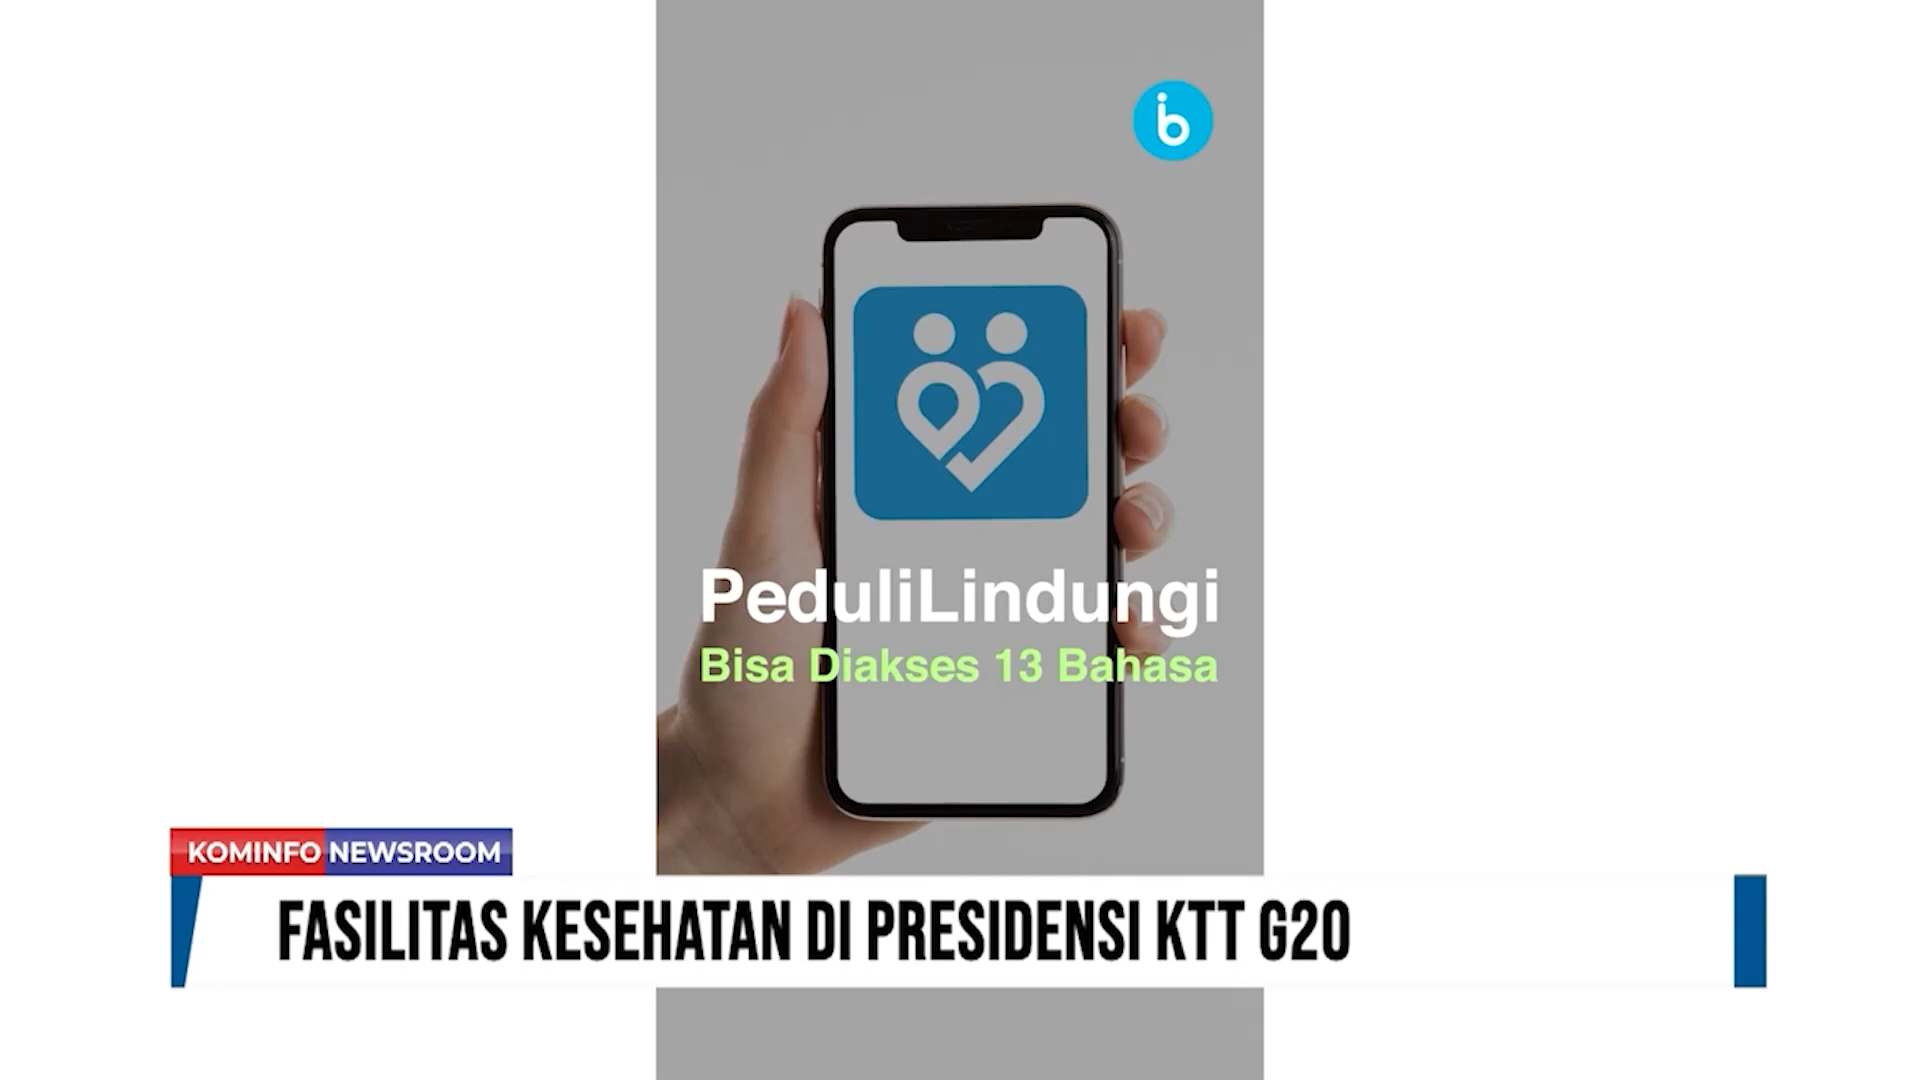 b
PeduliLindungi
Bisa Diakses 13 Bahasa
KOMINFO NEWSROOM
FASILITAS KESEHATAN DI PRESIDENSI KTT G20